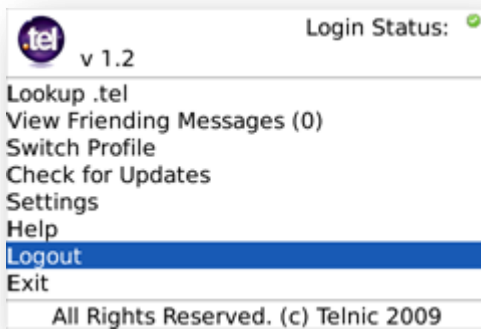 .tel
Login Status:
v 1.2
Lookup .tel
View Friending Messages (0)
Switch Profile
Check for Updates
Settings
Help
Logout
Exit
All Rights Reserved. (c) Telnic 2009